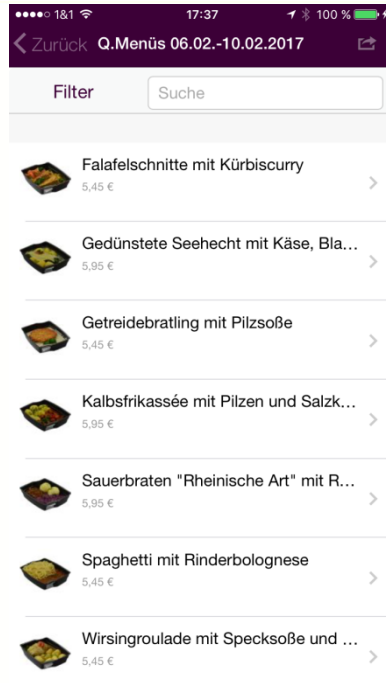 1&1 17:37 100 %
Zurück Q.Menüs 06.02.-10.02.2017
Filter Suche
Falafelschnitte mit Kürbiscurry
5,45 €
Gedünstete Seehecht mit Käse, Bla...
5,95 €
Getreidebratling mit Pilzsoße
5,45 €
Kalbsfrikassée mit Pilzen und Salzk...
5,95 €
Sauerbraten "Rheinische Art" mit R...
5,95 €
Spaghetti mit Rinderbolognese
5,45 €
Wirsingroulade mit Specksoße und ...
5,45 €